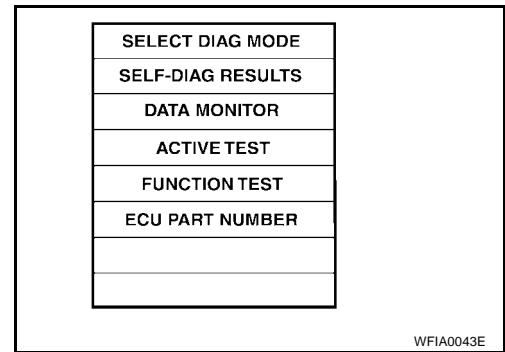 SELECT DIAG MODE
SELF-DIAG RESULTS
DATA MONITOR
ACTIVE TEST
FUNCTION TEST
ECU PART NUMBER
WFIA0043E